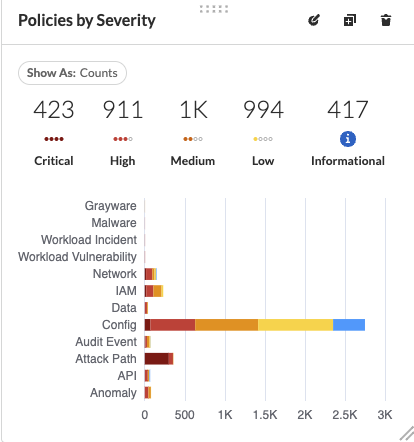 Policies by Severity
Show As: Counts
423 911 1K 994 417
Critical High Medium Low Informational
Grayware
Malware
Workload Incident
Workload Vulnerability
Network
IAM
Data
Config
Audit Event
Attack Path
API
Anomaly
0 500 1K 1.5K 2K 2.5K 3K